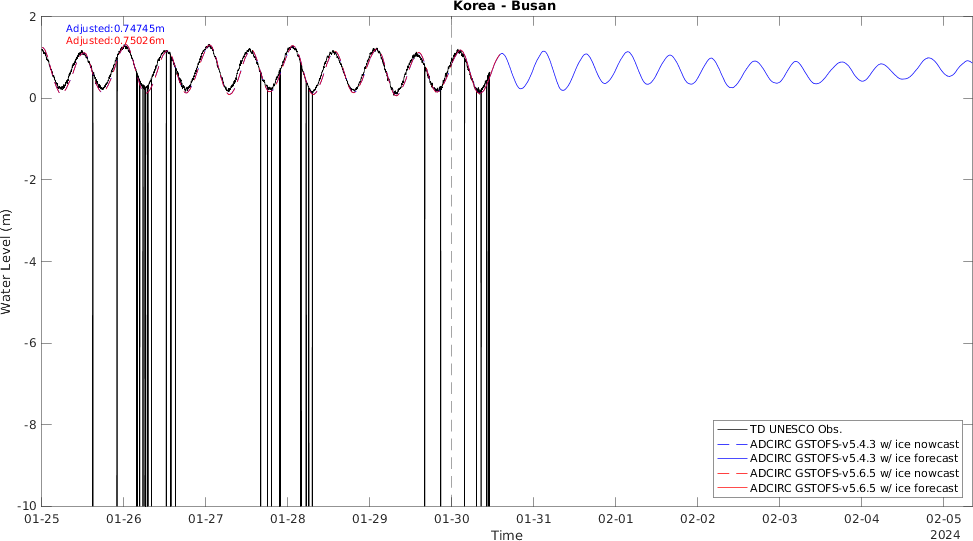 Korea - Busan
Adjusted:0.74745m
Adjusted:0.75026m
2
0
-2
-4
-6
-8
-10
Water Level (m)
TD UNESCO Obs.
ADCIRC GSTOFS-v5.4.3 w/ ice nowcast
ADCIRC GSTOFS-v5.4.3 w/ ice forecast
ADCIRC GSTOFS-v5.6.5 w/ ice nowcast
ADCIRC GSTOFS-v5.6.5 w/ ice forecast
01-25 01-26 01-27 01-28 01-29 01-30 01-31 02-01 02-02 02-03 02-04 02-05
Time
2024